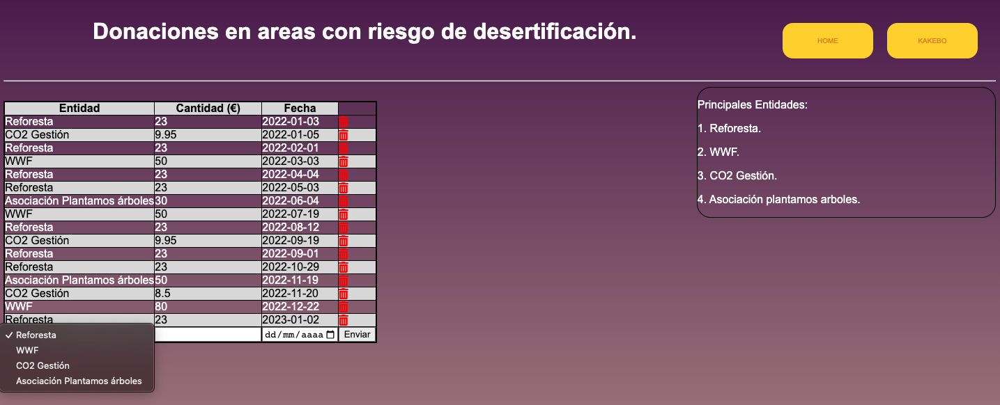 Donaciones en areas con riesgo de desertificación.
HOME
KAKEBO
Entidad Cantidad (€) Fecha
Reforesta 23 2022-01-03
CO2 Gestión 9.95 2022-01-05
Reforesta 23 2022-02-01
WWF 50 2022-03-03
Reforesta 23 2022-04-04
Reforesta 23 2022-05-03
Asociación Plantamos árboles 30 2022-06-04
WWF 50 2022-07-19
Reforesta 23 2022-08-12
CO2 Gestión 9.95 2022-09-19
Reforesta 23 2022-09-01
Reforesta 23 2022-10-29
Asociación Plantamos árboles 50 2022-11-19
CO2 Gestión 8.5 2022-11-20
WWF 80 2022-12-22
Reforesta 23 2023-01-02
dd/mm/aaaa Enviar
Reforesta
WWF
CO2 Gestión
Asociación Plantamos árboles
Principales Entidades:
1. Reforesta.
2. WWF.
3. CO2 Gestión.
4. Asociación plantamos arboles.